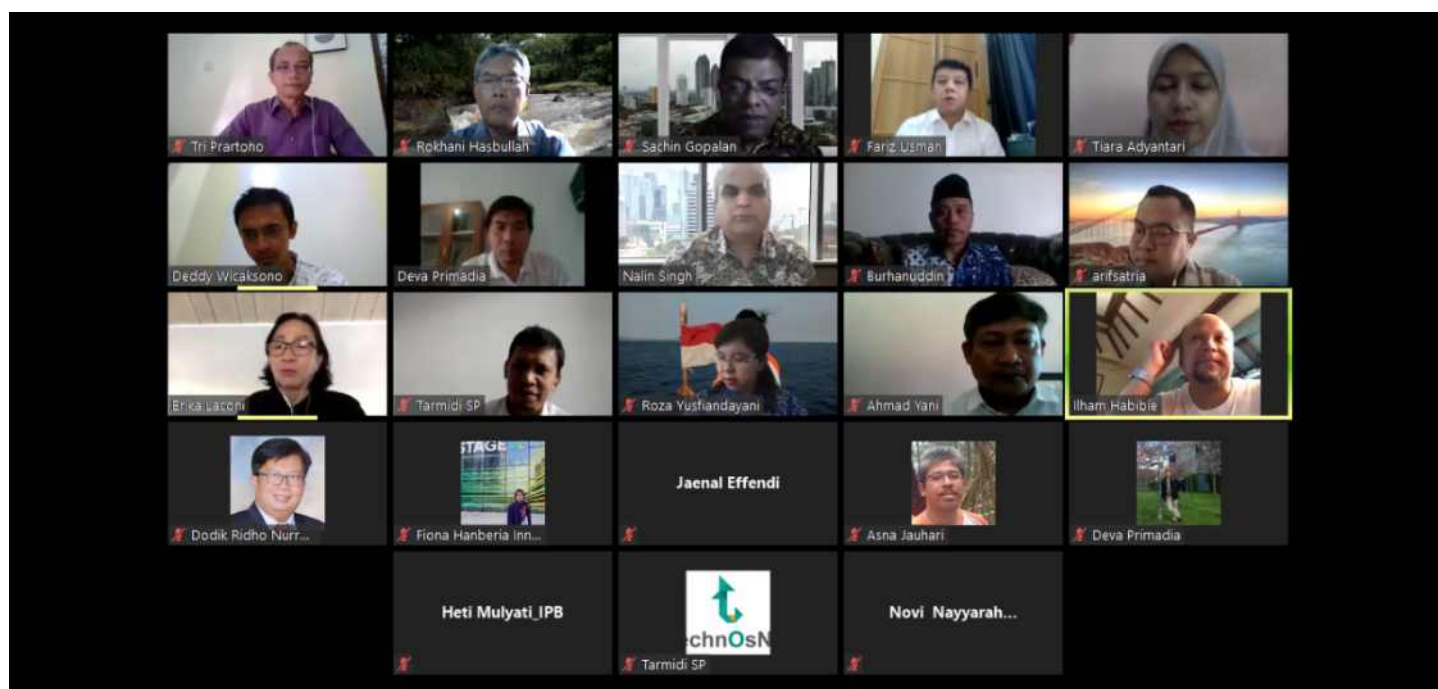 Tri Prartono
Rokhani Hasbullah
Sachin Gopalan
Fariz Usman
Tiara Adyantari
Deddy Wicaksono
Deva Primadia
Nalin Singh
Burhanuddin
arifsatria
Erika Laconi
Tarmidi SP
Roza Yusfiandayani
Ahmad Yani
Ilham Habibie
STAGE
Dodik Ridho Nurr...
Fiona Hanberia Inn...
Jaenal Effendi
Asna Jauhari
Deva Primadia
Heti Mulyati_IPB
echnOsN
Tarmidi SP
Novi Nayyarah...